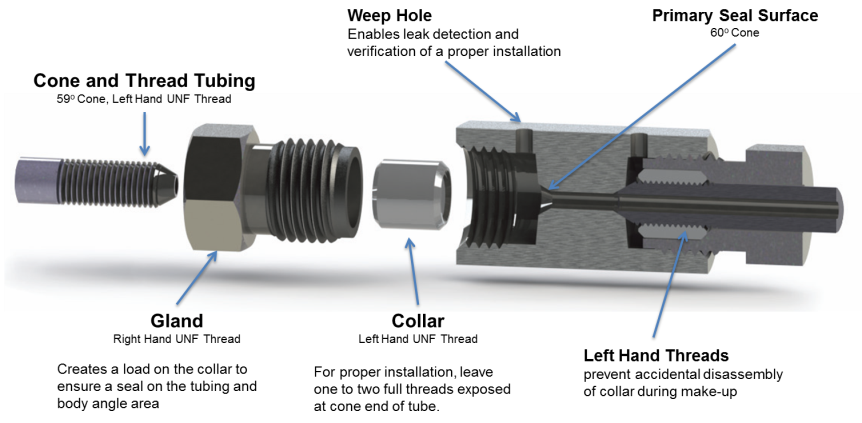 Weep Hole
Enables leak detection and
verification of a proper installation
Primary Seal Surface
60º Cone
Cone and Thread Tubing
59º Cone, Left Hand UNF Thread
Gland
Right Hand UNF Thread
Creates a load on the collar to
ensure a seal on the tubing and
body angle area
Collar
Left Hand UNF Thread
For proper installation, leave
one to two full threads exposed
at cone end of tube.
Left Hand Threads
prevent accidental disassembly
of collar during make-up